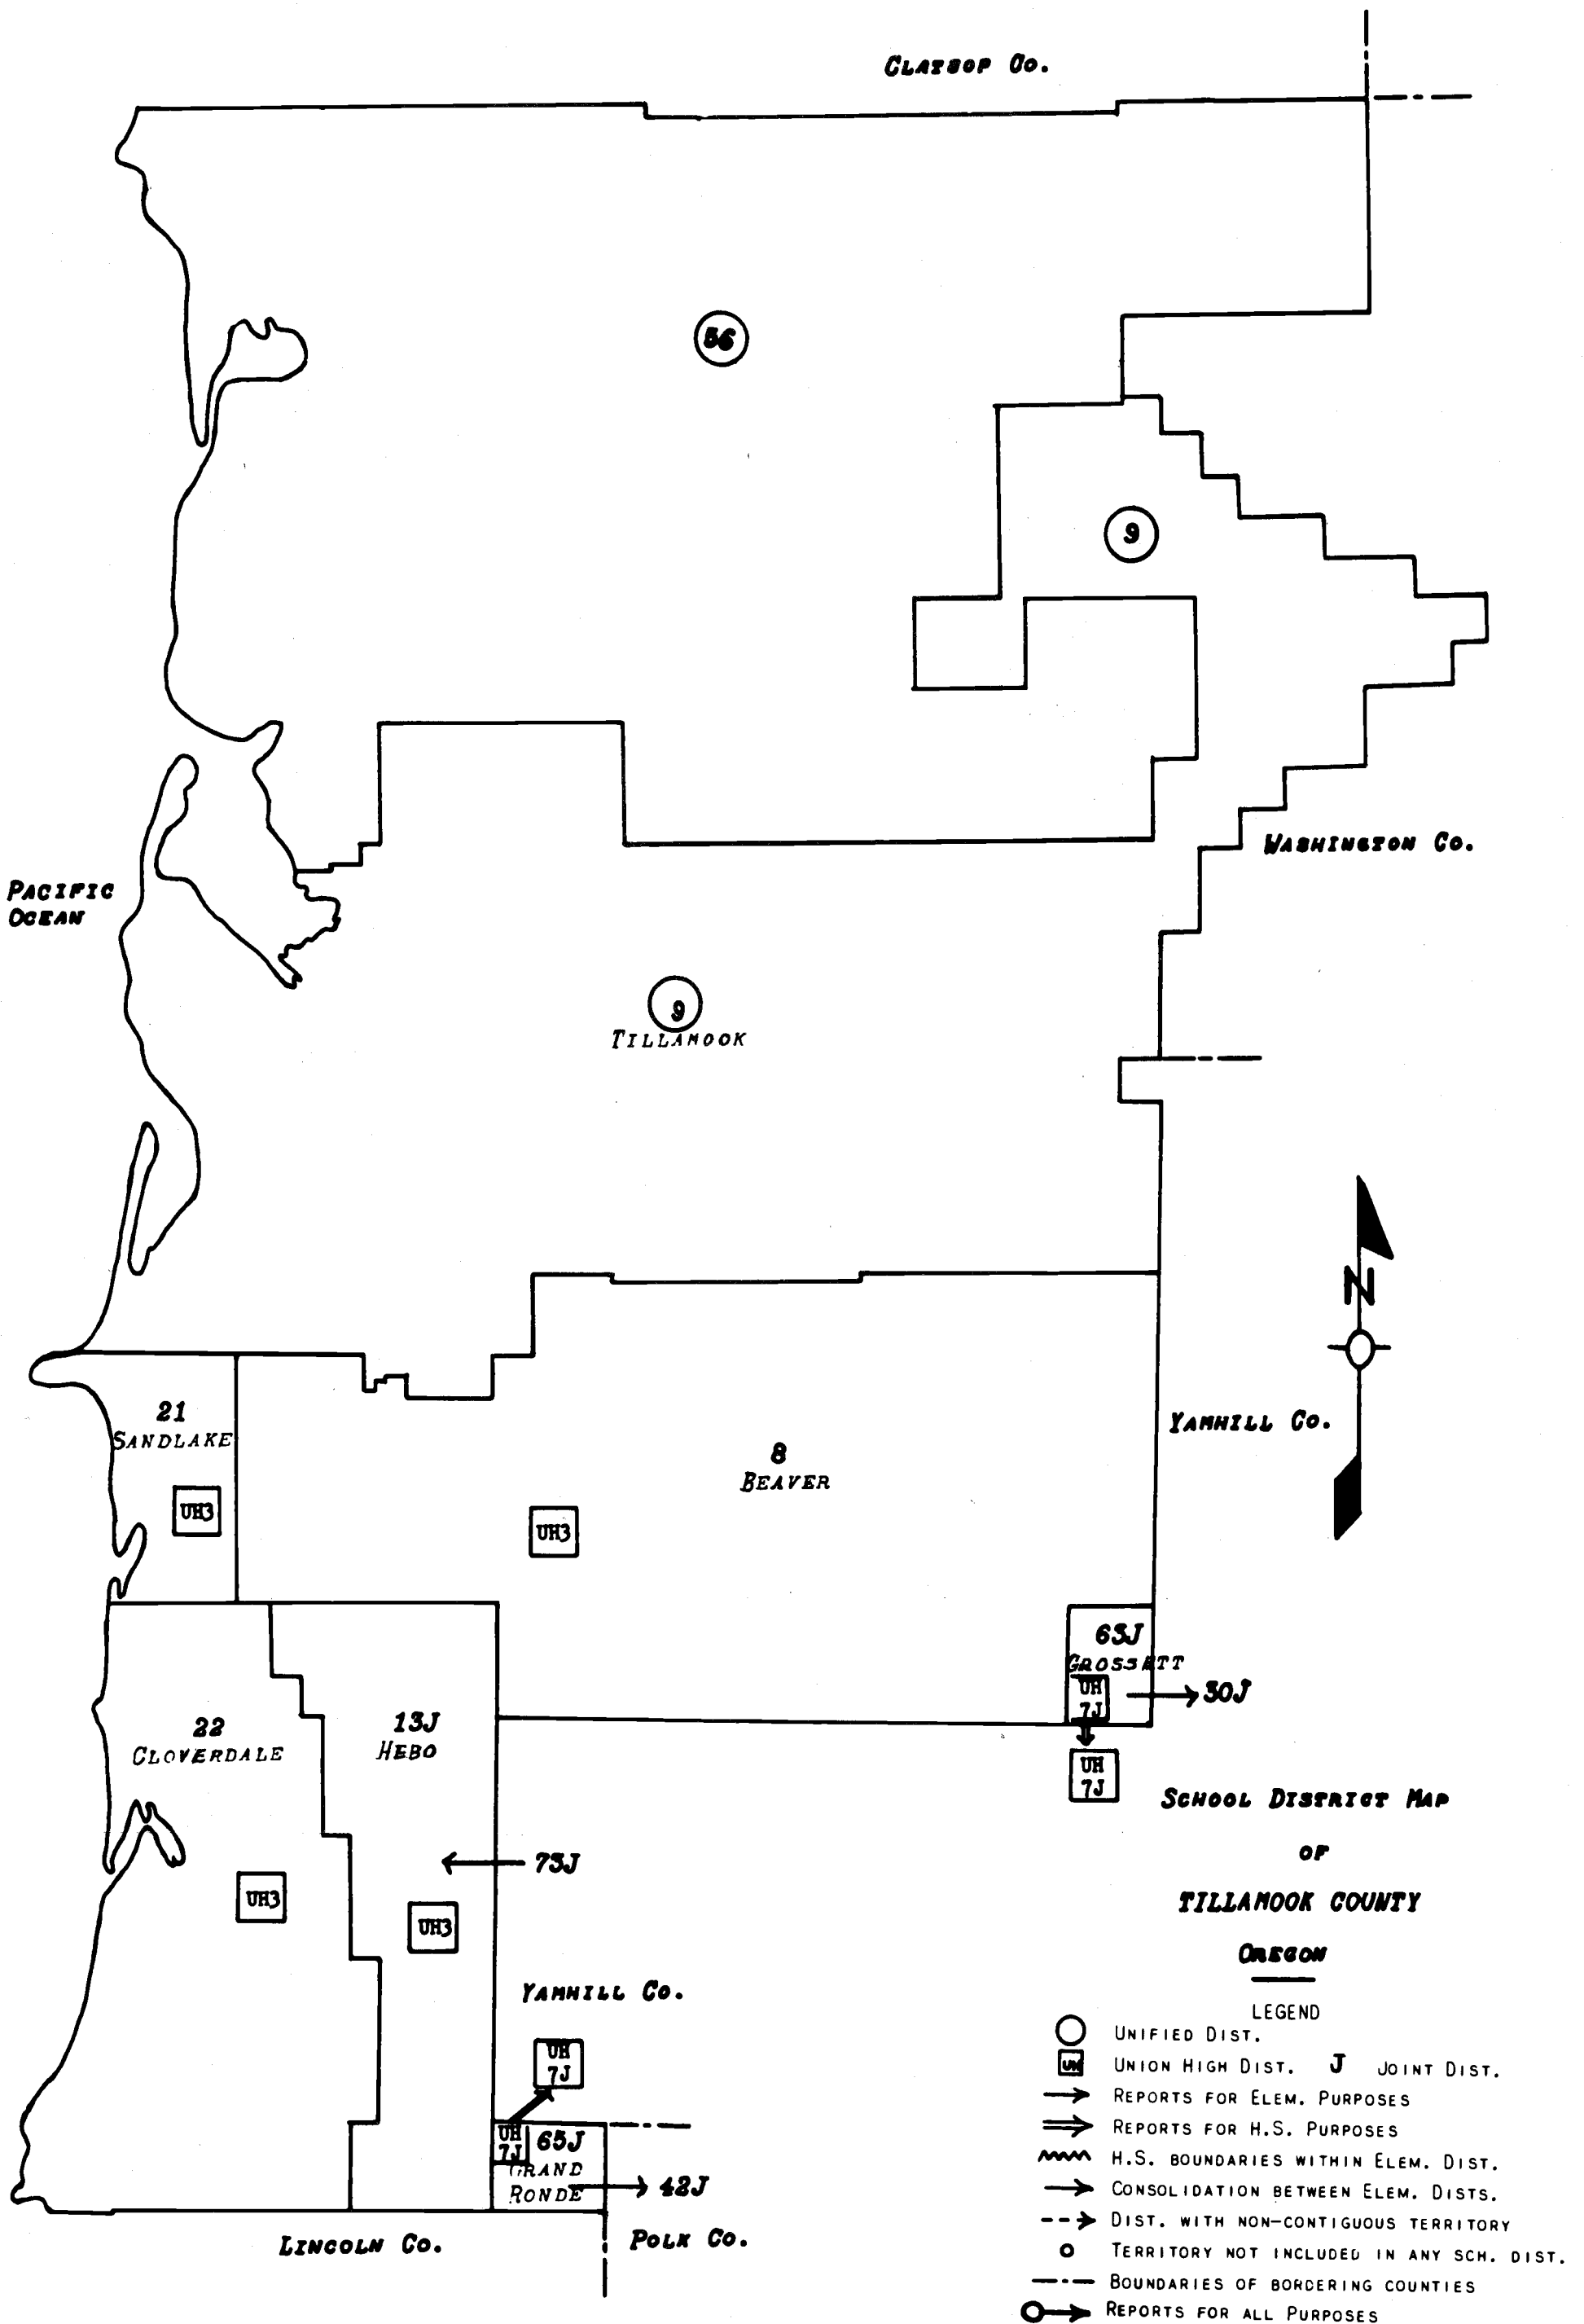 CLATSOP CO.
56
9
WASHINGTON CO.
PACIFIC
OCEAN
9
TILLAMOOK
21
SANDLAKE
UH3
8
BEAVER
UH3
YAMHILL CO.
N
63J
GROSSETT
UH
7J
30J
UH
7J
22
CLOVERDALE
UH3
13J
HEBO
73J
UH3
YAMHILL CO.
UH
7J
UH
7J
65J
GRAND
RONDE
42J
LINCOLN CO.
POLK CO.
SCHOOL DISTRICT MAP
OF
TILLAMOOK COUNTY
OREGON
LEGEND
UNIFIED DIST.
UH UNION HIGH DIST. J JOINT DIST.
REPORTS FOR ELEM. PURPOSES
REPORTS FOR H.S. PURPOSES
H.S. BOUNDARIES WITHIN ELEM. DIST.
CONSOLIDATION BETWEEN ELEM. DISTS.
DIST. WITH NON-CONTIGUOUS TERRITORY
TERRITORY NOT INCLUDED IN ANY SCH. DIST.
BOUNDARIES OF BORDERING COUNTIES
REPORTS FOR ALL PURPOSES